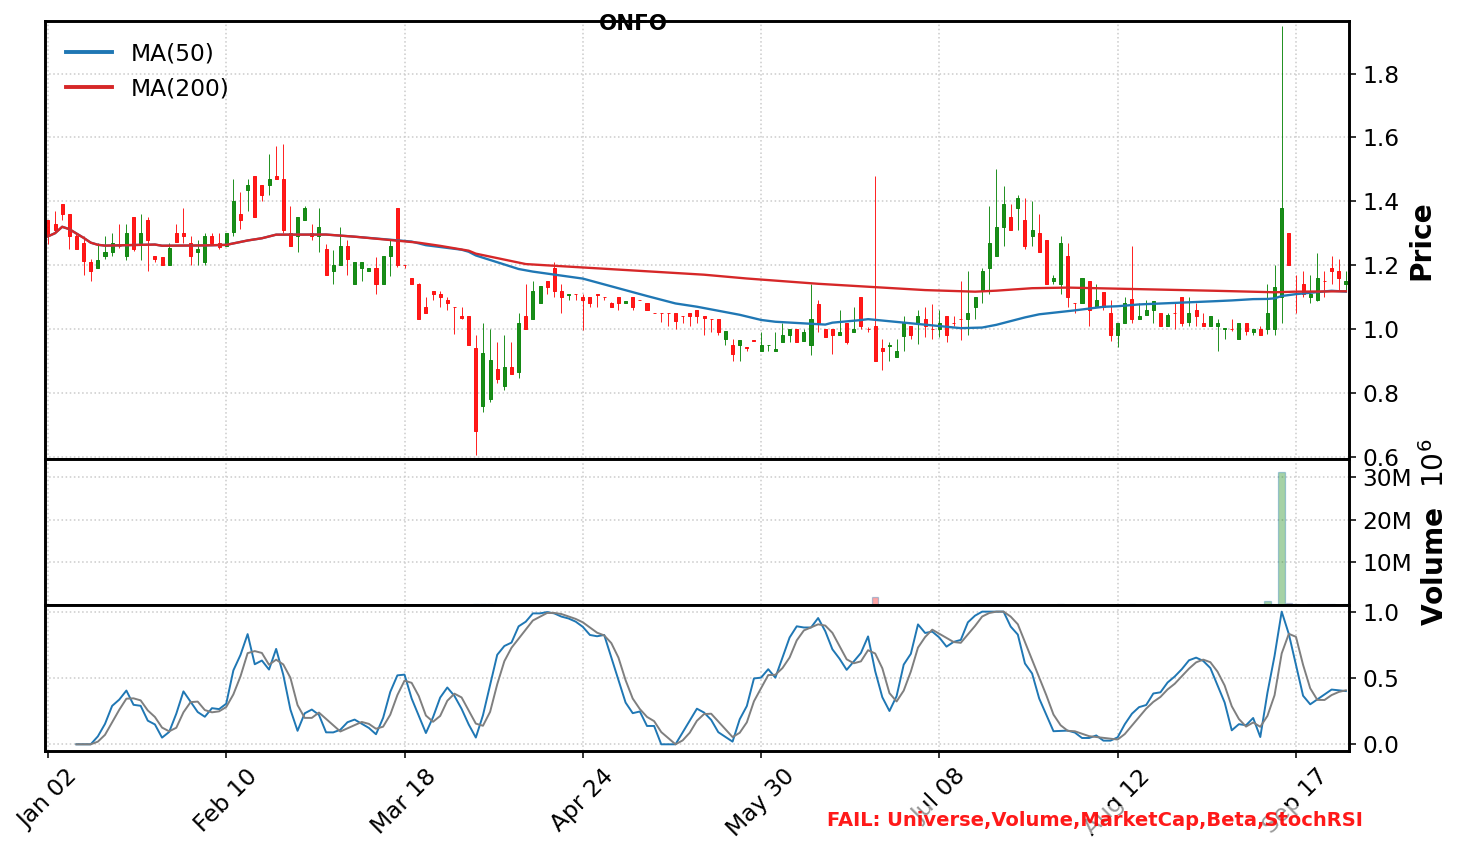 ONFO
MA(50)
MA(200)
1.8
1.6
1.4
1.2
1.0
0.8
0.6
Price
30M
20M
10M
Volume 10^6
1.0
0.5
0.0
Jan 02
Feb 10
Mar 18
Apr 24
May 30
Jul 08
Aug 12
Sep 17
FAIL: Universe,Volume,MarketCap,Beta,StochRSI